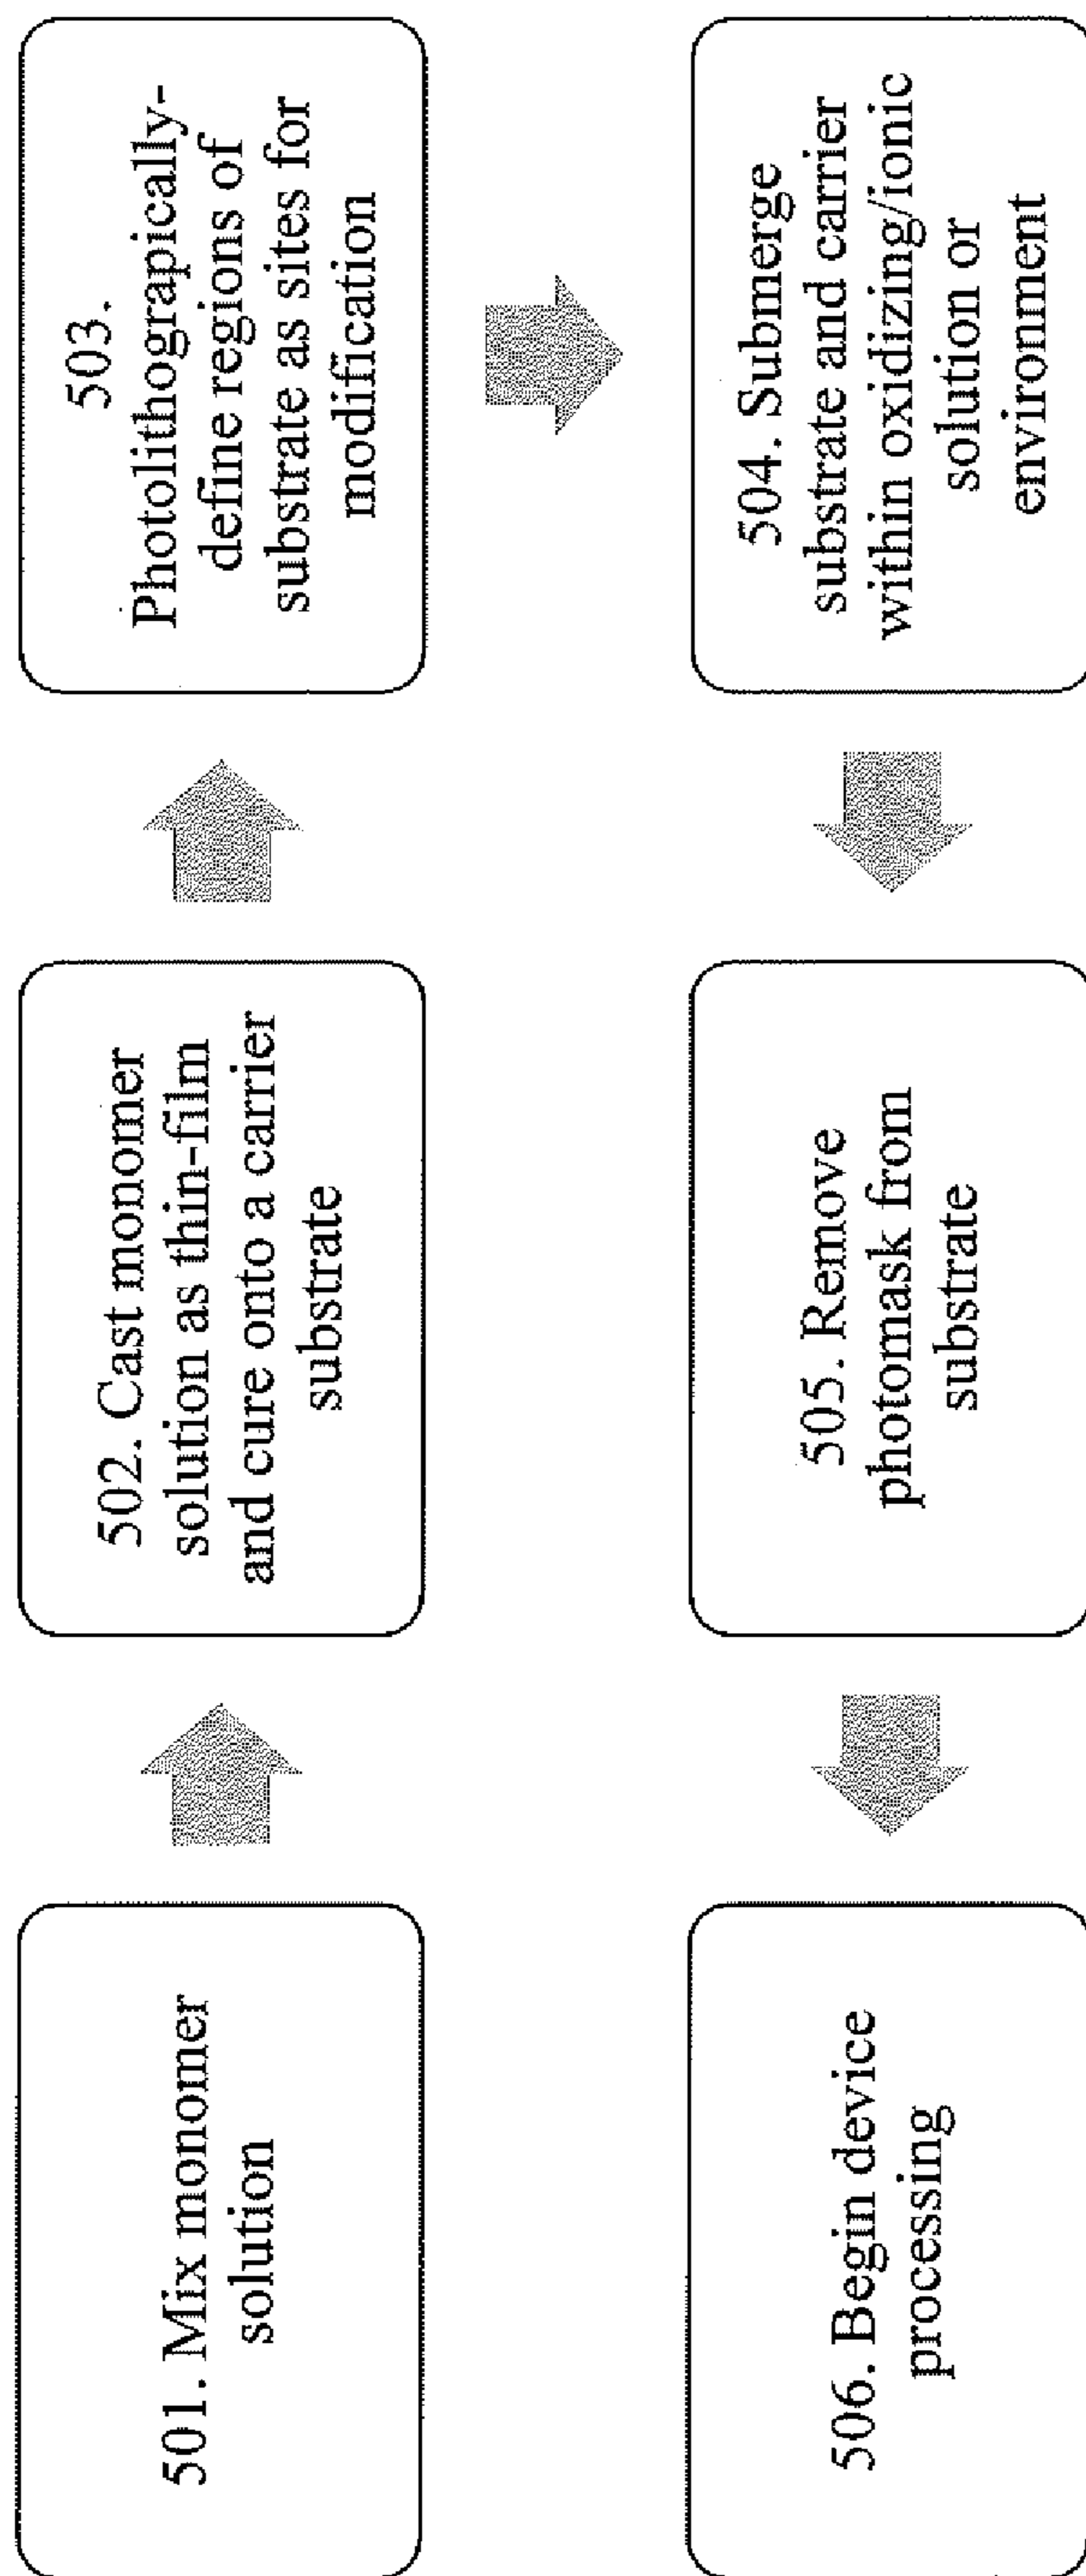 501. Mix monomer
solution
502. Cast monomer
solution as thin-film
and cure onto a carrier
substrate
503.
Photolithograpically-
define regions of
substrate as sites for
modification
504. Submerge
substrate and carrier
within oxidizing/ionic
solution or
environment
505. Remove
photomask from
substrate
506. Begin device
processing